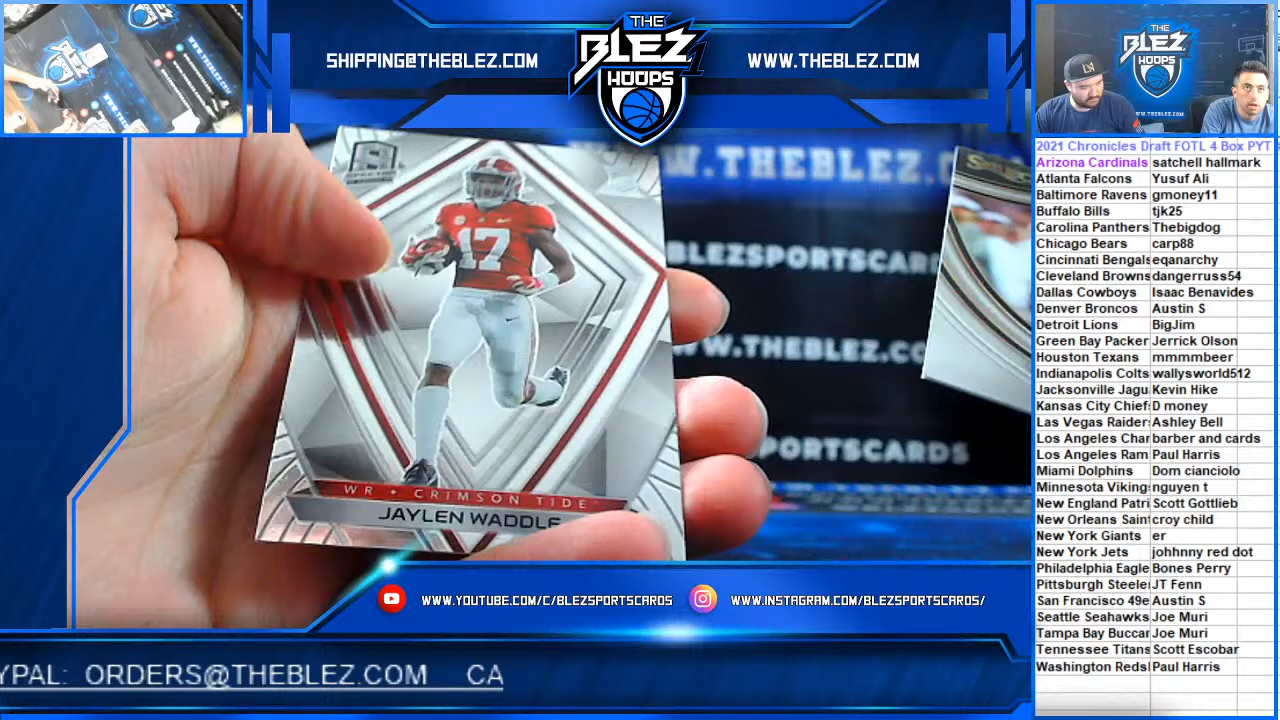 SHIPPING@THEBLEZ.COM
THE
BLEZ
HOOPS
WWW.THEBLEZ.COM
THE
BLEZ
WWW.THEBLEZ.C
BLEZSPORTSCAR
WW.THEBLEZ.CO
PORTSCARDS
17
WR • CRIMSON TIDE
JAYLEN WADDLE
WWW.YOUTUBE.COM/C/BLEZSPORTSCARDS
WWW.INSTAGRAM.COM/BLEZSPORTSCARDS/
YPAL: ORDERS@THEBLEZ.COM CA
2021 Chronicles Draft FOTL 4 Box PYT
Arizona Cardinals satchell hallmark
Atlanta Falcons Yusuf Ali
Baltimore Ravens gmoney11
Buffalo Bills tjk25
Carolina Panthers Thebigdog
Chicago Bears carp88
Cincinnati Bengals eqanarchy
Cleveland Browns dangerruss54
Dallas Cowboys Isaac Benavides
Denver Broncos Austin S
Detroit Lions BigJim
Green Bay Packer Jerrick Olson
Houston Texans mmmmbeer
Indianapolis Colts wallysworld512
Jacksonville Jagu Kevin Hike
Kansas City Chief D money
Las Vegas Raider Ashley Bell
Los Angeles Char barber and cards
Los Angeles Ram Paul Harris
Miami Dolphins Dom cianciolo
Minnesota Viking nguyen t
New England Patri Scott Gottlieb
New Orleans Saint croy child
New York Giants er
New York Jets johhnny red dot
Philadelphia Eagle Bones Perry
Pittsburgh Steele JT Fenn
San Francisco 49e Austin S
Seattle Seahawks Joe Muri
Tampa Bay Buccar Joe Muri
Tennessee Titans Scott Escobar
Washington Reds Paul Harris